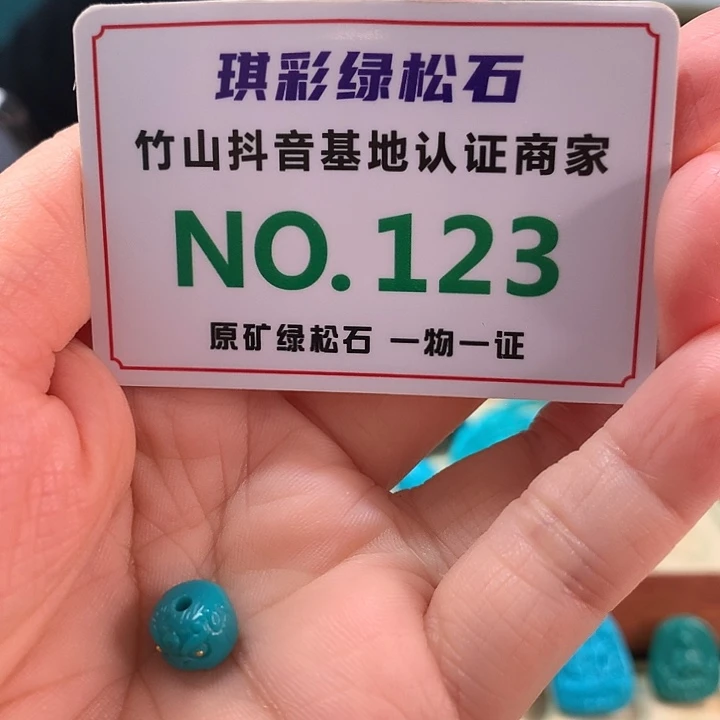 琪彩绿松石
竹山抖音基地认证商家
NO.123
原矿绿松石 一物一证